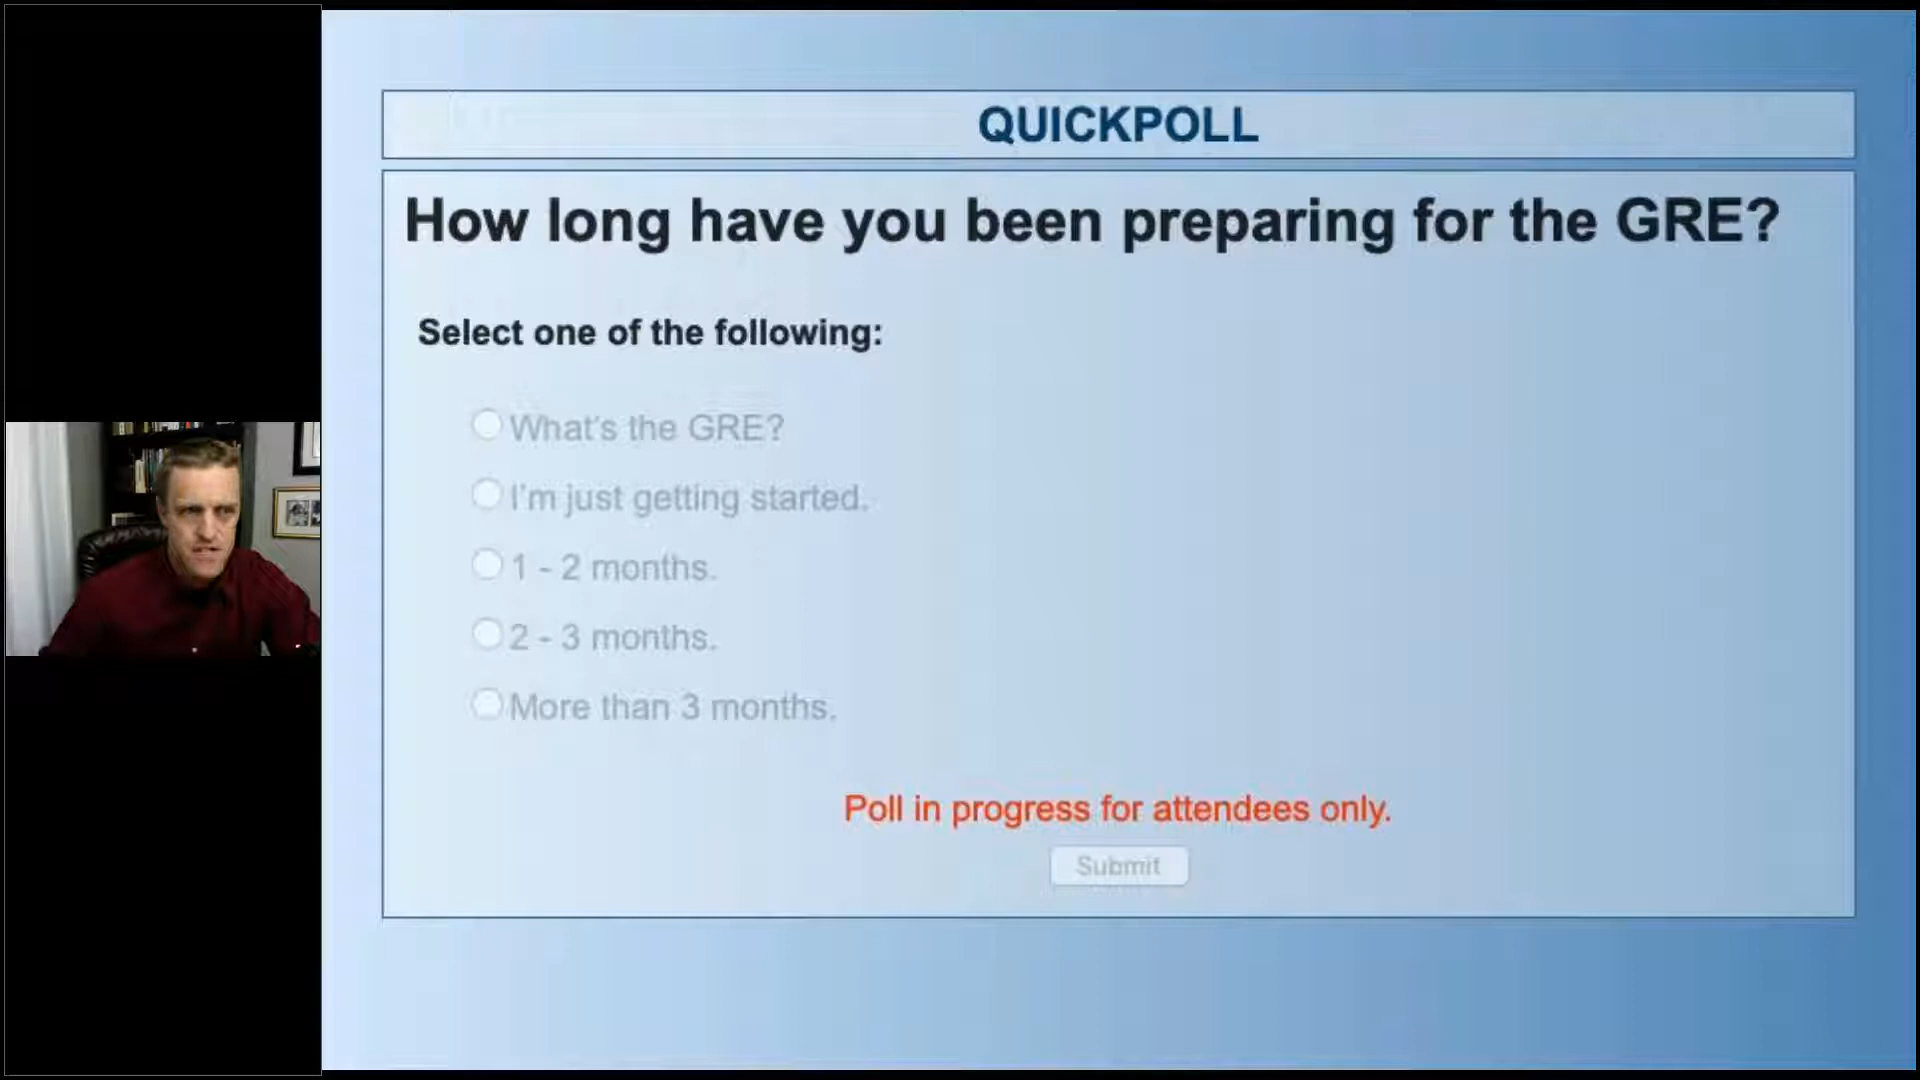 QUICKPOLL
How long have you been preparing for the GRE?
Select one of the following:
What's the GRE?
I'm just getting started.
1 - 2 months.
2 - 3 months.
More than 3 months.
Poll in progress for attendees only.
Submit